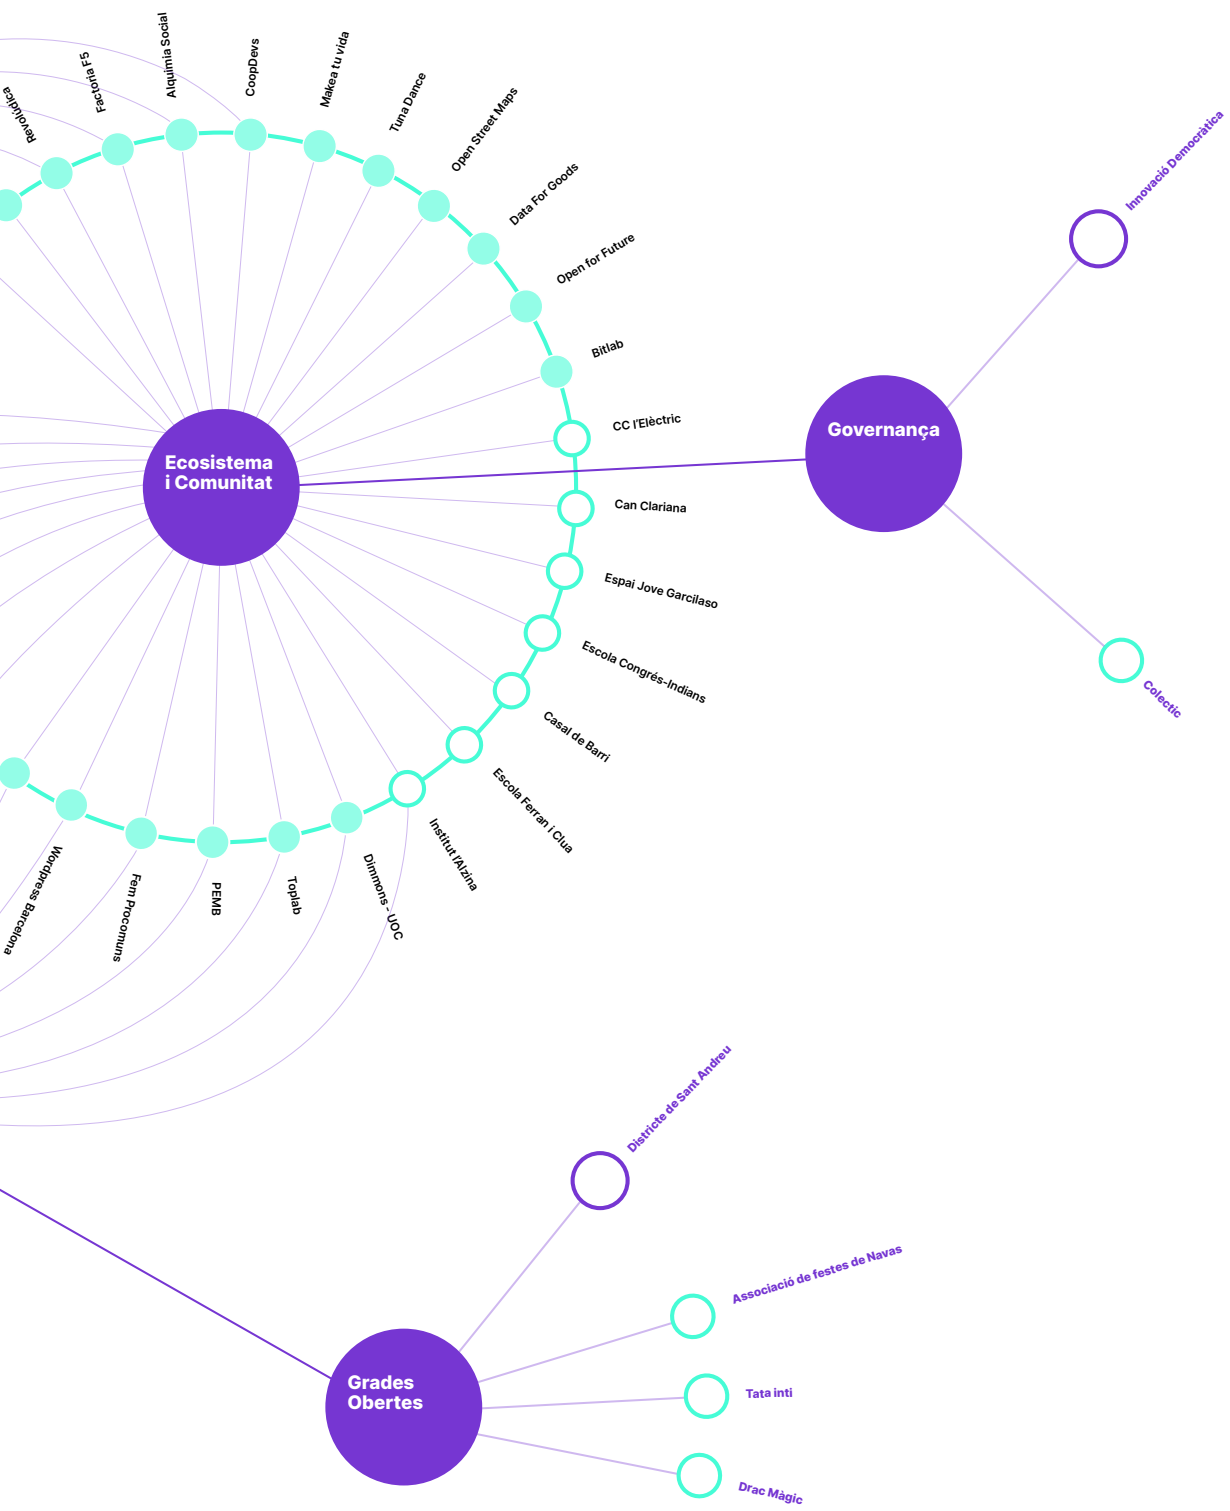 Revolúdica
Factoria F5
Alquimia Social
CoopDevs
Makea tu vida
Tuna Dance
Open Street Maps
Data For Goods
Open for Future
Bitlab
CC l'Elèctric
Can Clariana
Espai Jove Garcilaso
Escola Congrés-Indians
Casal de Barri
Escola Ferran i Clua
Institut l'Alzina
Dimmons - UOC
Toplab
PEMB
Fem Procomuns
Wordpress Barcelona
Ecosistema
i Comunitat
Governança
Innovació Democràtica
Colectic
Grades
Obertes
Districte de Sant Andreu
Associació de festes de Navas
Tata inti
Drac Màgic